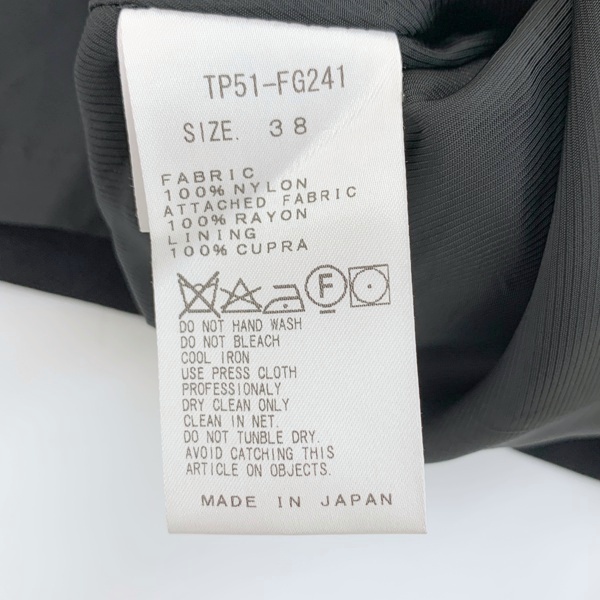 TP51-FG241
SIZE. 38
FABRIC
100% NYLON
ATTACHED FABRIC
100% RAYON
LINING
100% CUPRA
F
DO NOT HAND WASH
DO NOT BLEACH
COOL IRON
USE PRESS CLOTH
PROFESSIONALY
DRY CLEAN ONLY
CLEAN IN NET.
DO NOT TUNBLE DRY.
AVOID CATCHING THIS
ARTICLE ON OBJECTS.
MADE IN JAPAN